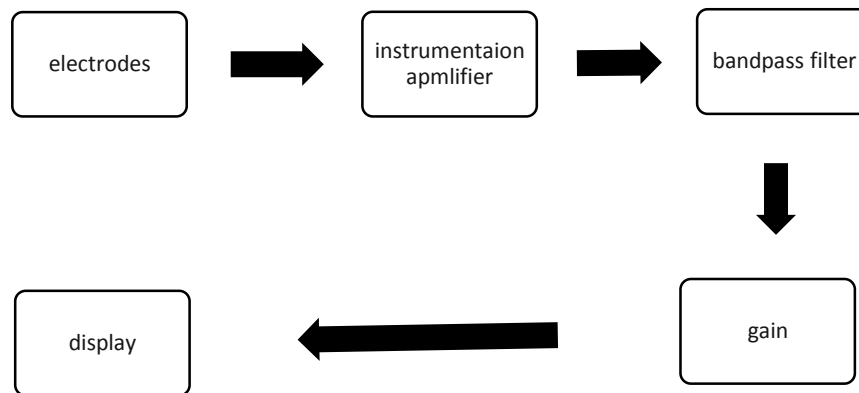 electrodes
instrumentaion
apmlifier
bandpass filter
gain
display